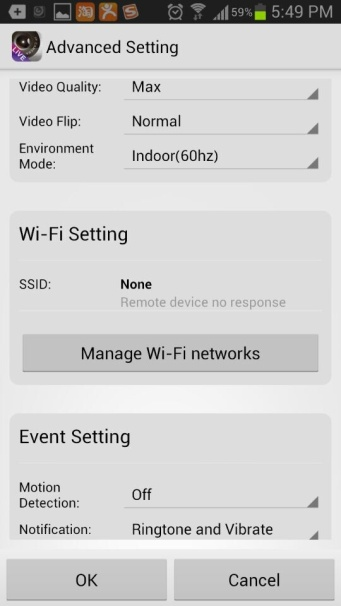 59% 5:49 PM
LIVE
Advanced Setting
Video Quality: Max
Video Flip: Normal
Environment Mode: Indoor(60hz)
Wi-Fi Setting
SSID: None
Remote device no response
Manage Wi-Fi networks
Event Setting
Motion Detection: Off
Notification: Ringtone and Vibrate
OK Cancel